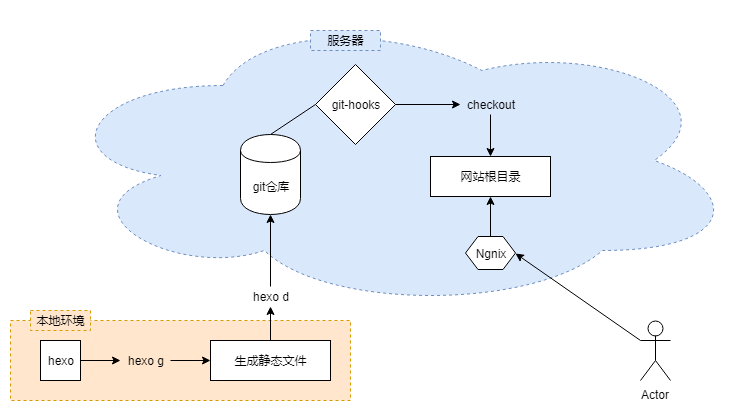 服务器
git-hooks
checkout
git仓库
网站根目录
Ngnix
hexo d
本地环境
hexo
hexo g
生成静态文件
Actor